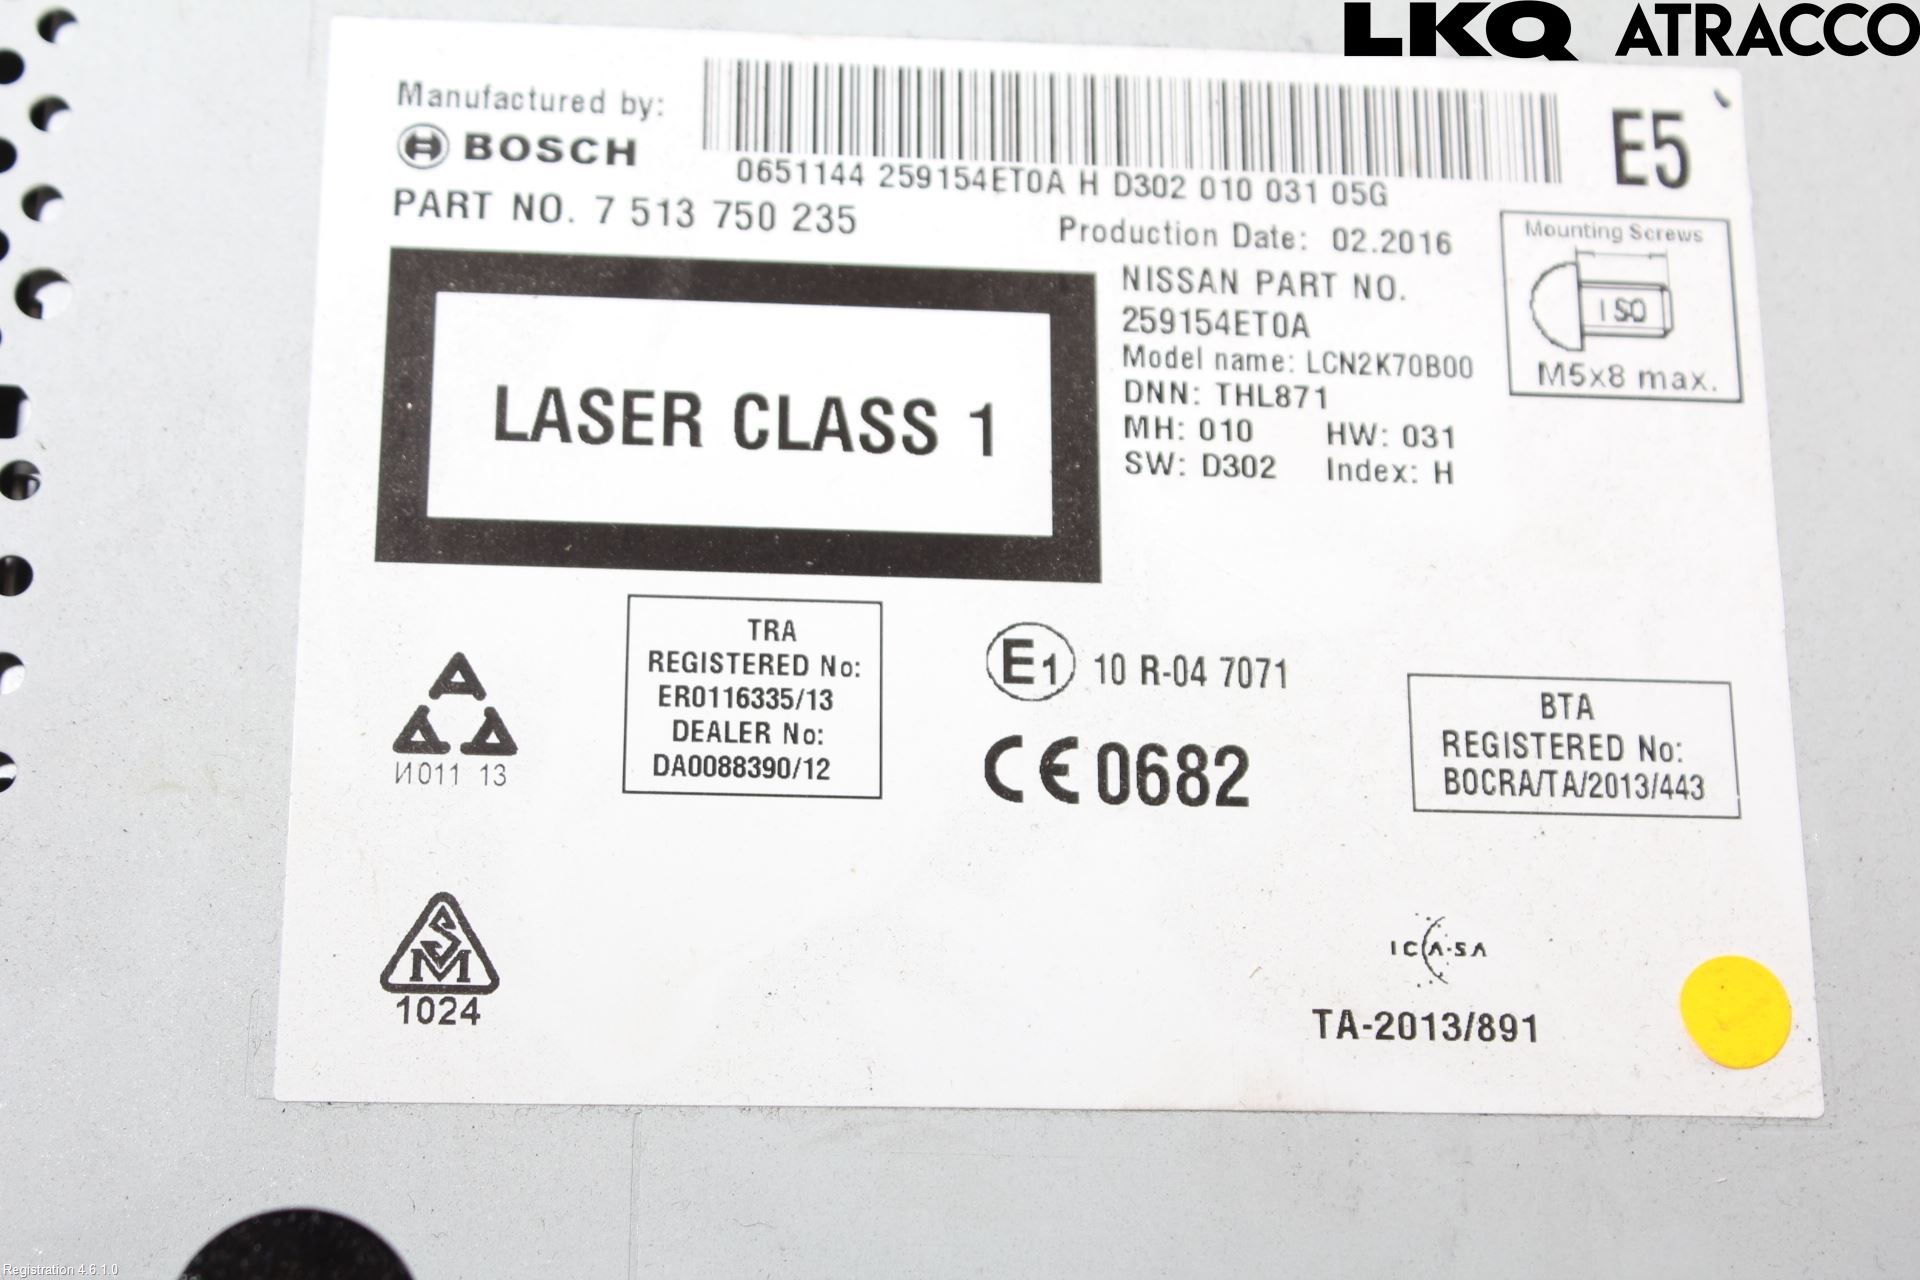 LKQ ATRACCO
Manufactured by:
BOSCH
0651144 259154ET0A H D302 010 031 05G
E5
PART NO. 7 513 750 235
Production Date: 02.2016
Mounting Screws
ISO
M5x8 max.
NISSAN PART NO.
259154ET0A
Model name: LCN2K70B00
DNN: THL871
MH: 010 HW: 031
SW: D302 Index: H
LASER CLASS 1
TRA
REGISTERED No:
ER0116335/13
DEALER No:
DA0088390/12
И011 13
E1 10 R-04 7071
CE 0682
BTA
REGISTERED No:
BOCRA/TA/2013/443
SM
1024
ICASA
TA-2013/891
Registration 4.6.1.0